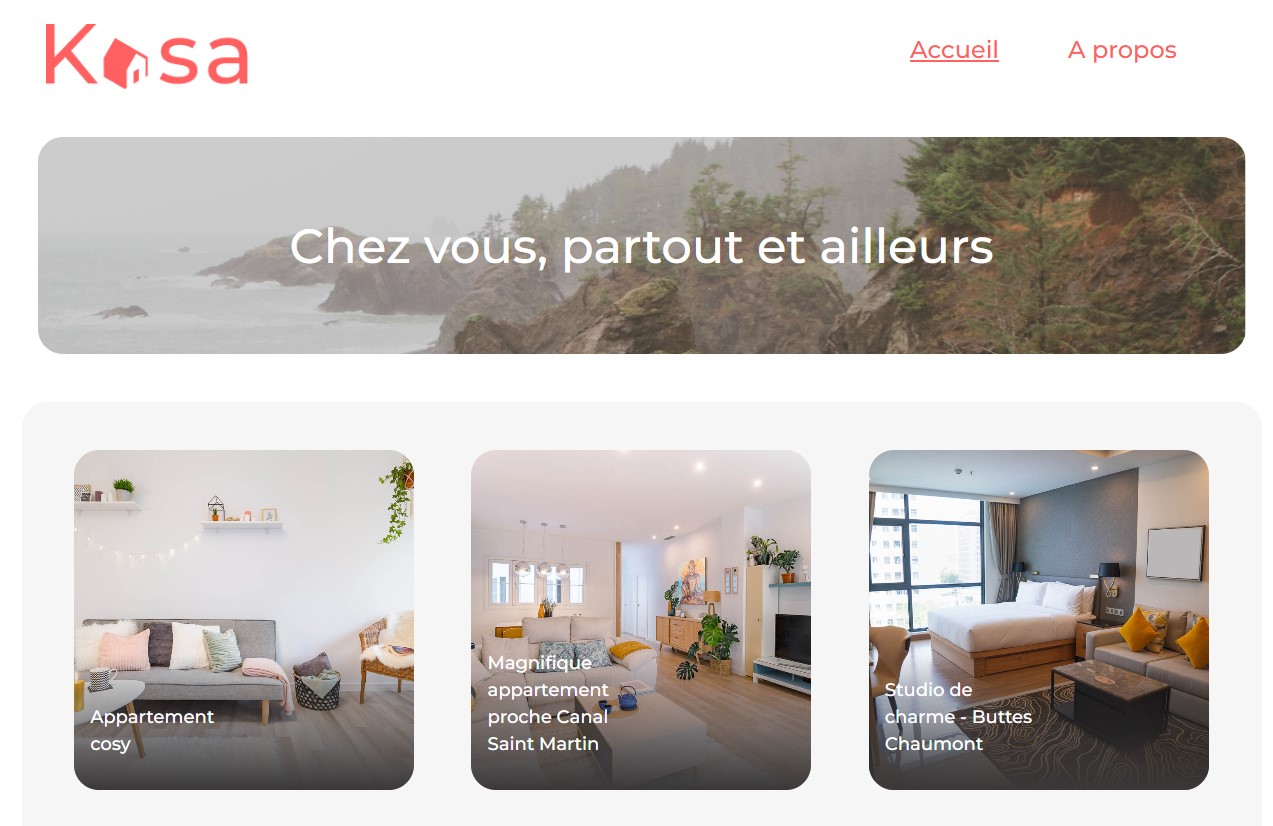 Kasa
Accueil
A propos
Chez vous, partout et ailleurs
Appartement
cosy
Magnifique
appartement
proche Canal
Saint Martin
Studio de
charme - Buttes
Chaumont